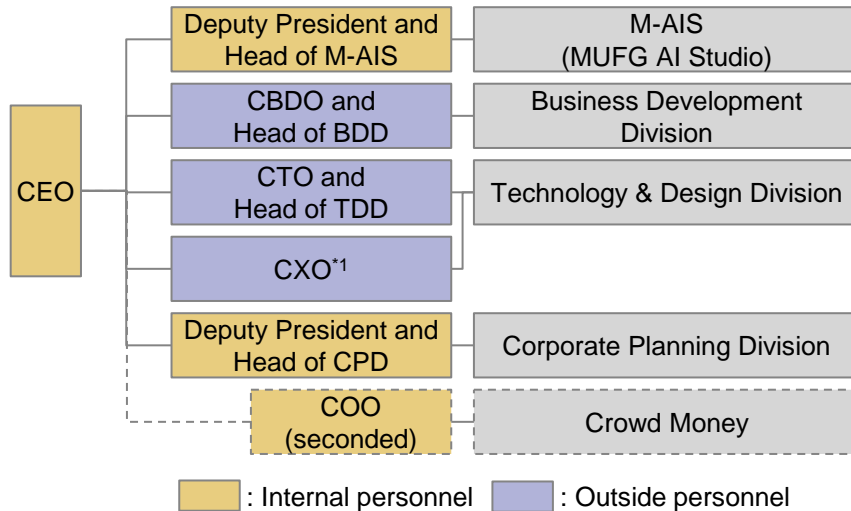 Deputy President and
Head of M-AIS
M-AIS
(MUFG AI Studio)
CBDO and
Head of BDD
Business Development
Division
CEO
CTO and
Head of TDD
Technology & Design Division
CXO*1
Deputy President and
Head of CPD
Corporate Planning Division
COO
(seconded)
Crowd Money
: Internal personnel
: Outside personnel